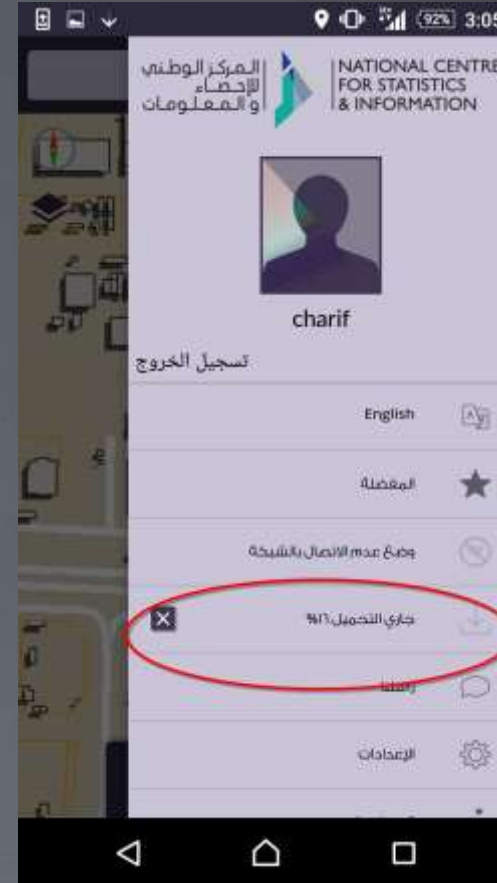 92% 3:05
المركز الوطني
للإحصاء
والمعلومات
NATIONAL CENTRE
FOR STATISTICS
& INFORMATION
charif
تسجيل الخروج
English
المفضلة
وضع عدم الاتصال بالشبكة
جاري التحميل ١٦%
راسلنا
الإعدادات